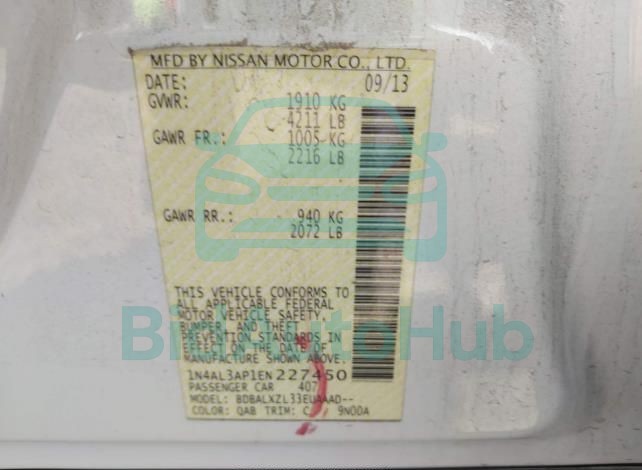 MFD BY NISSAN MOTOR CO., LTD.
DATE: 09/13
GVWR: 1910 KG
4211 LB
GAWR FR.: 1005 KG
2216 LB
GAWR RR.: 940 KG
2072 LB
THIS VEHICLE CONFORMS TO
ALL APPLICABLE FEDERAL
MOTOR VEHICLE SAFETY,
BUMPER, AND THEFT
PREVENTION STANDARDS IN
EFFECT ON THE DATE OF
MANUFACTURE SHOWN ABOVE.
1N4AL3AP1EN227450
PASSENGER CAR 407
MODEL: BDBALXZL33EUAAAD--
COLOR: QAB TRIM: 9N00A